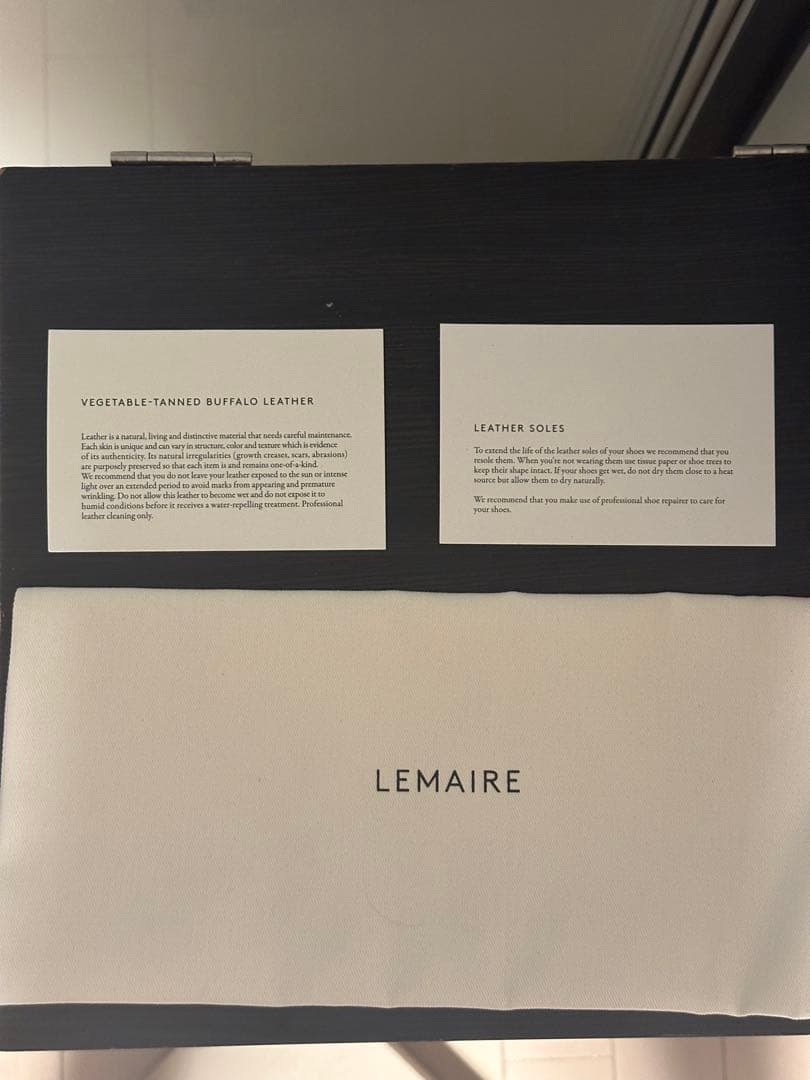 VEGETABLE-TANNED BUFFALO LEATHER
Leather is a natural, living and distinctive material that needs careful maintenance.
Each skin is unique and can vary in structure, color and texture which is evidence
of its authenticity. Its natural irregularities (growth creases, scars, abrasions)
are purposely preserved so that each item is and remains one-of-a-kind.
We recommend that you do not leave your leather exposed to the sun or intense
light over an extended period to avoid marks from appearing and premature
wrinkling. Do not allow this leather to become wet and do not expose it to
humid conditions before it receives a water-repelling treatment. Professional
leather cleaning only.
LEATHER SOLES
To extend the life of the leather soles of your shoes we recommend that you
resole them. When you're not wearing them use tissue paper or shoe trees to
keep their shape intact. If your shoes get wet, do not dry them close to a heat
source but allow them to dry naturally.
We recommend that you make use of professional shoe repairer to care for
your shoes.
LEMAIRE